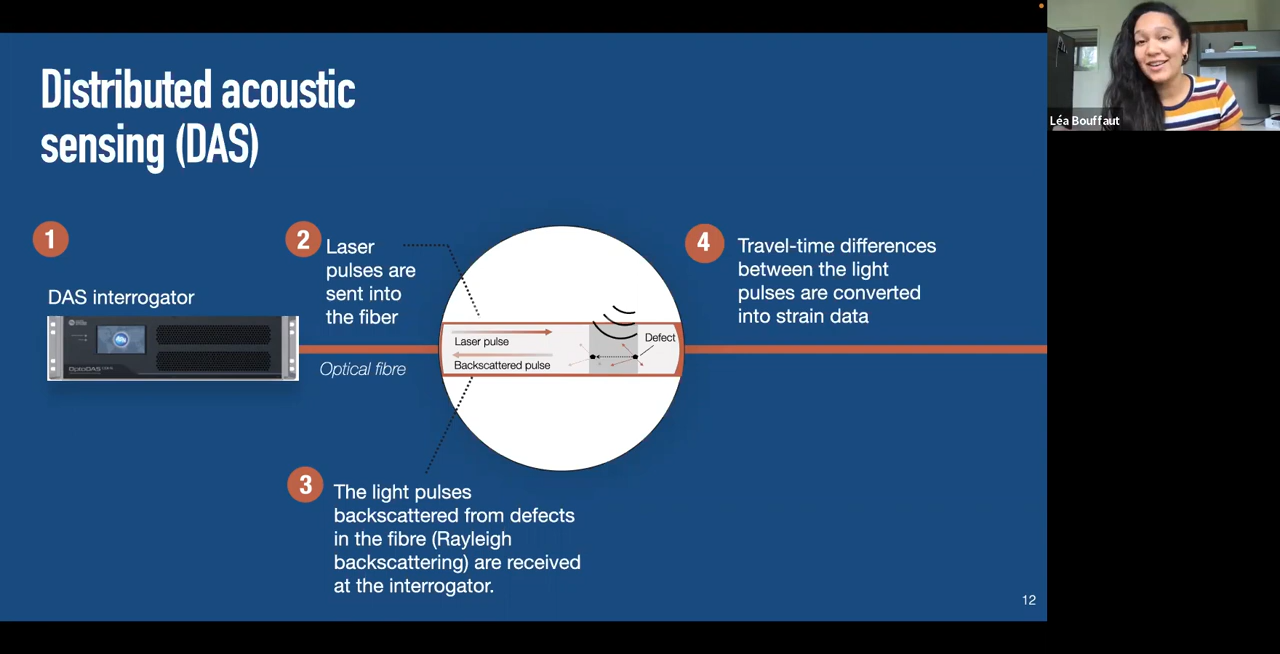 Distributed acoustic
sensing (DAS)
1
DAS interrogator
OptoDAS
2
Laser
pulses are
sent into
the fiber
Optical fibre
Laser pulse
Backscattered pulse
Defect
3
The light pulses
backscattered from defects
in the fibre (Rayleigh
backscattering) are received
at the interrogator.
4
Travel-time differences
between the light
pulses are converted
into strain data
12
Léa Bouffaut